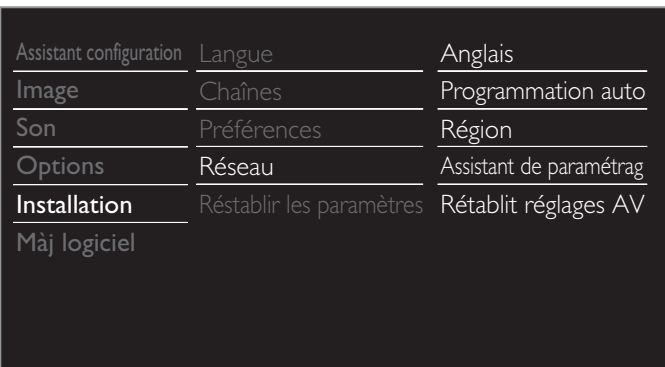 Assistant configuration Langue Anglais
Image Chaînes Programmation auto
Son Préférences Région
Options Réseau Assistant de paramétrag
Installation Réstablir les paramètres Rétablit réglages AV
Màj logiciel